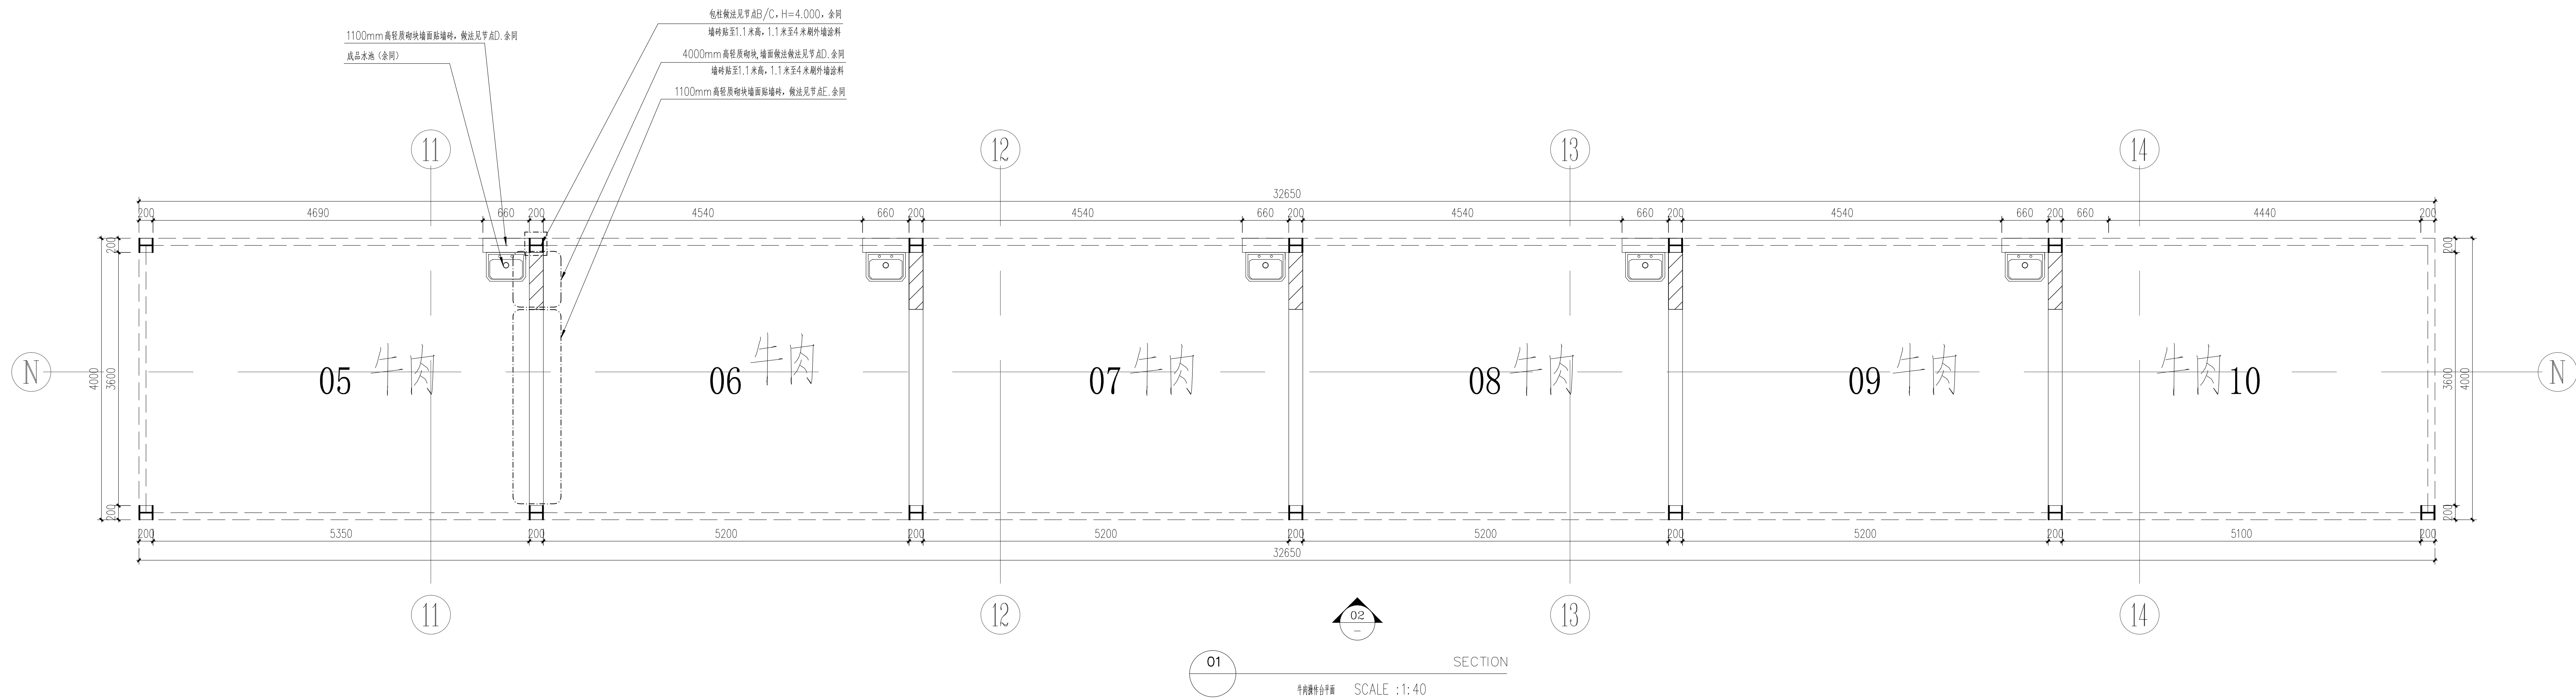 包柱做法见节点B/C，H=4.000，余同
墙砖贴至1.1米高，1.1米至4米刷外墙涂料
1100mm高轻质砌块墙面贴墙砖，做法见节点D.余同
4000mm高轻质砌块,墙面做法做法见节点D.余同
成品水池（余同）
墙砖贴至1.1米高，1.1米至4米刷外墙涂料
1100mm高轻质砌块墙面贴墙砖，做法见节点E.余同
11 12 13 14
32650
200 4690 660 200 4540 660 200 4540 660 200 4540 660 200 4540 660 200 660 4440 200
200 200
N 4000 3600 3600 4000 N
05 牛肉 06 牛肉 07 牛肉 08 牛肉 09 牛肉 牛肉 10
200 200
200 5350 200 5200 200 5200 200 5200 200 5200 200 5100 200
32650
11 12 13 14
02
—
01 SECTION
牛肉操作台平面 SCALE :1:40